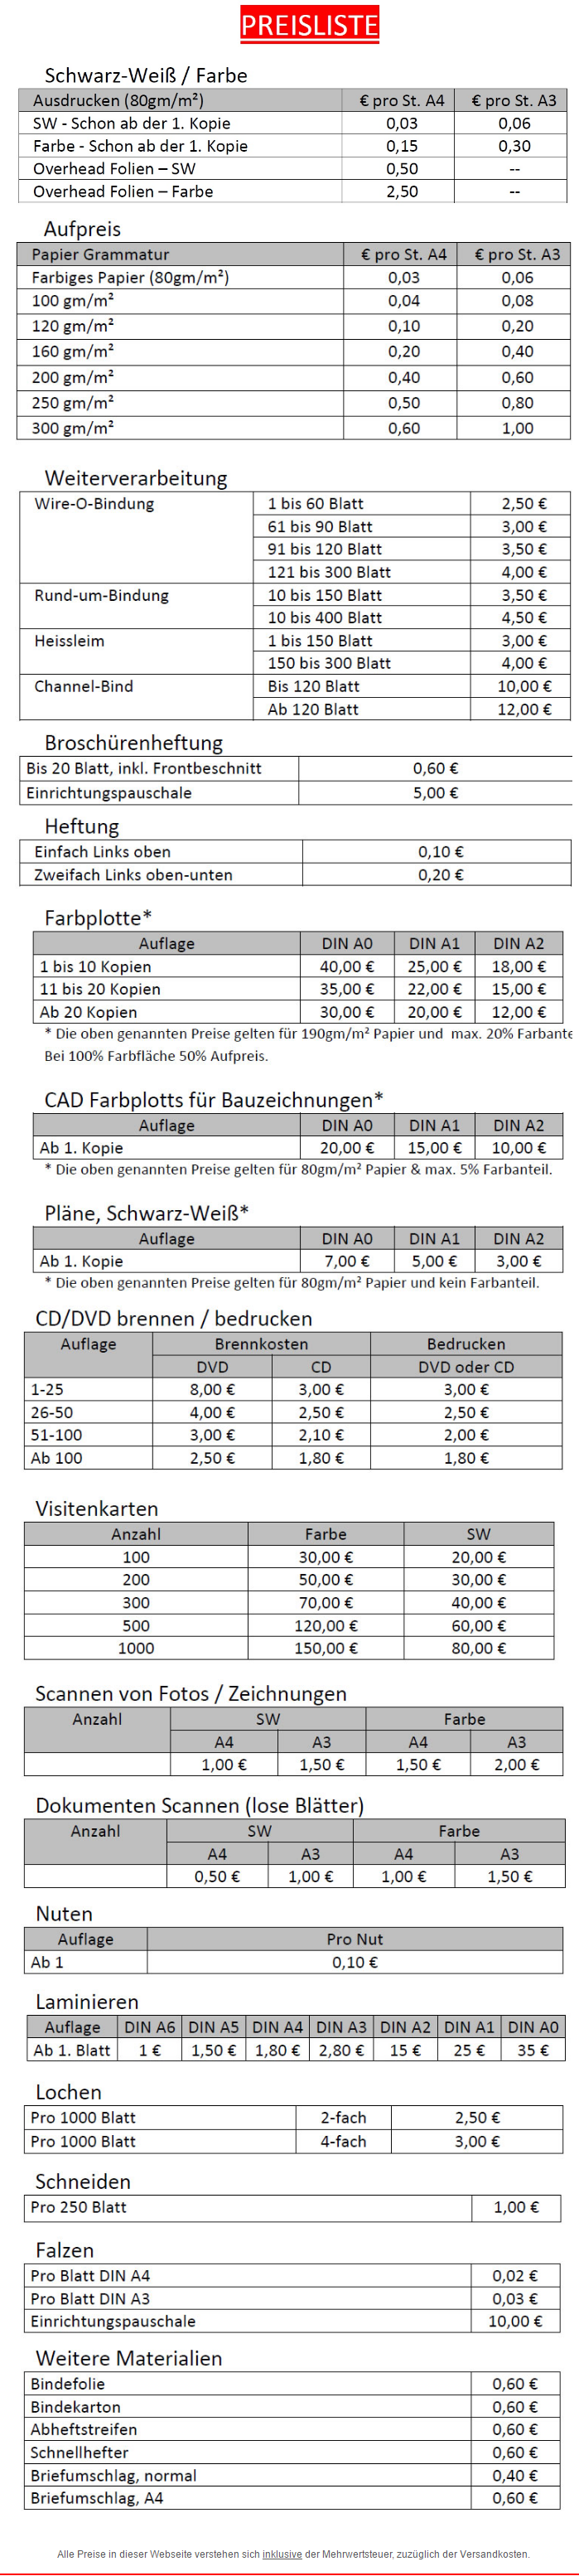 PREISLISTE
Schwarz-Weiß / Farbe
Ausdrucken (80gm/m²) € pro St. A4 € pro St. A3
SW - Schon ab der 1. Kopie 0,03 0,06
Farbe - Schon ab der 1. Kopie 0,15 0,30
Overhead Folien – SW 0,50 --
Overhead Folien – Farbe 2,50 --
Aufpreis
Papier Grammatur € pro St. A4 € pro St. A3
Farbiges Papier (80gm/m²) 0,03 0,06
100 gm/m² 0,04 0,08
120 gm/m² 0,10 0,20
160 gm/m² 0,20 0,40
200 gm/m² 0,40 0,60
250 gm/m² 0,50 0,80
300 gm/m² 0,60 1,00
Weiterverarbeitung
Wire-O-Bindung 1 bis 60 Blatt 2,50 €
61 bis 90 Blatt 3,00 €
91 bis 120 Blatt 3,50 €
121 bis 300 Blatt 4,00 €
Rund-um-Bindung 10 bis 150 Blatt 3,50 €
10 bis 400 Blatt 4,50 €
Heissleim 1 bis 150 Blatt 3,00 €
150 bis 300 Blatt 4,00 €
Channel-Bind Bis 120 Blatt 10,00 €
Ab 120 Blatt 12,00 €
Broschürenheftung
Bis 20 Blatt, inkl. Frontbeschnitt 0,60 €
Einrichtungspauschale 5,00 €
Heftung
Einfach Links oben 0,10 €
Zweifach Links oben-unten 0,20 €
Farbplotte*
Auflage DIN A0 DIN A1 DIN A2
1 bis 10 Kopien 40,00 € 25,00 € 18,00 €
11 bis 20 Kopien 35,00 € 22,00 € 15,00 €
Ab 20 Kopien 30,00 € 20,00 € 12,00 €
* Die oben genannten Preise gelten für 190gm/m² Papier und max. 20% Farbante
Bei 100% Farbfläche 50% Aufpreis.
CAD Farbplotts für Bauzeichnungen*
Auflage DIN A0 DIN A1 DIN A2
Ab 1. Kopie 20,00 € 15,00 € 10,00 €
* Die oben genannten Preise gelten für 80gm/m² Papier & max. 5% Farbanteil.
Pläne, Schwarz-Weiß*
Auflage DIN A0 DIN A1 DIN A2
Ab 1. Kopie 7,00 € 5,00 € 3,00 €
* Die oben genannten Preise gelten für 80gm/m² Papier und kein Farbanteil.
CD/DVD brennen / bedrucken
Auflage Brennkosten Bedrucken
DVD CD DVD oder CD
1-25 8,00 € 3,00 € 3,00 €
26-50 4,00 € 2,50 € 2,50 €
51-100 3,00 € 2,10 € 2,00 €
Ab 100 2,50 € 1,80 € 1,80 €
Visitenkarten
Anzahl Farbe SW
100 30,00 € 20,00 €
200 50,00 € 30,00 €
300 70,00 € 40,00 €
500 120,00 € 60,00 €
1000 150,00 € 80,00 €
Scannen von Fotos / Zeichnungen
Anzahl SW Farbe
A4 A3 A4 A3
1,00 € 1,50 € 1,50 € 2,00 €
Dokumenten Scannen (lose Blätter)
Anzahl SW Farbe
A4 A3 A4 A3
0,50 € 1,00 € 1,00 € 1,50 €
Nuten
Auflage Pro Nut
Ab 1 0,10 €
Laminieren
Auflage DIN A6 DIN A5 DIN A4 DIN A3 DIN A2 DIN A1 DIN A0
Ab 1. Blatt 1 € 1,50 € 1,80 € 2,80 € 15 € 25 € 35 €
Lochen
Pro 1000 Blatt 2-fach 2,50 €
Pro 1000 Blatt 4-fach 3,00 €
Schneiden
Pro 250 Blatt 1,00 €
Falzen
Pro Blatt DIN A4 0,02 €
Pro Blatt DIN A3 0,03 €
Einrichtungspauschale 10,00 €
Weitere Materialien
Bindefolie 0,60 €
Bindekarton 0,60 €
Abheftstreifen 0,60 €
Schnellhefter 0,60 €
Briefumschlag, normal 0,40 €
Briefumschlag, A4 0,60 €
Alle Preise in dieser Webseite verstehen sich inklusive der Mehrwertsteuer, zuzüglich der Versandkosten.